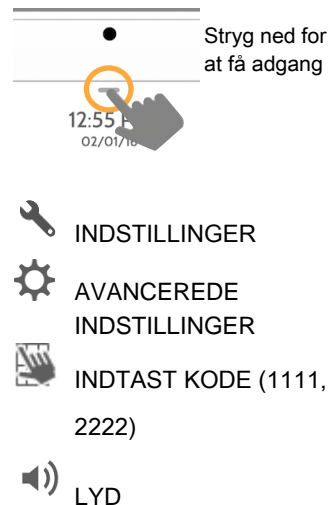 Stryg ned for
at få adgang
12:55
02/01/1
INDSTILLINGER
AVANCEREDE
INDSTILLINGER
INDTAST KODE (1111,
2222)
LYD